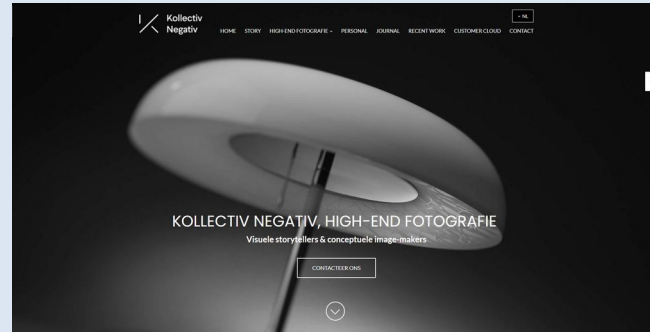 Kollectiv
Negativ
NL
HOME STORY HIGH-END FOTOGRAFIE PERSONAL JOURNAL RECENT WORK CUSTOMER CLOUD CONTACT
KOLLECTIV NEGATIV, HIGH-END FOTOGRAFIE
Visuele storytellers & conceptuele image-makers
CONTACTEER ONS